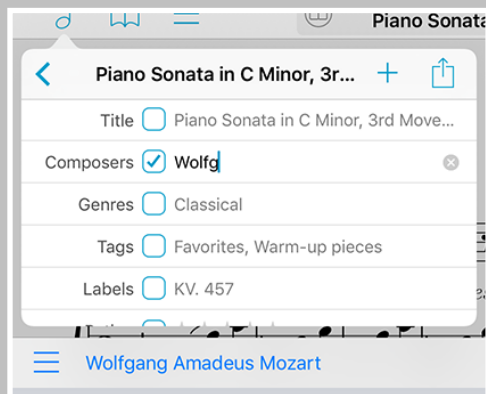 Piano Sonata
Piano Sonata in C Minor, 3r...
Title Piano Sonata in C Minor, 3rd Move...
Composers Wolfg
Genres Classical
Tags Favorites, Warm-up pieces
Labels KV. 457
Wolfgang Amadeus Mozart